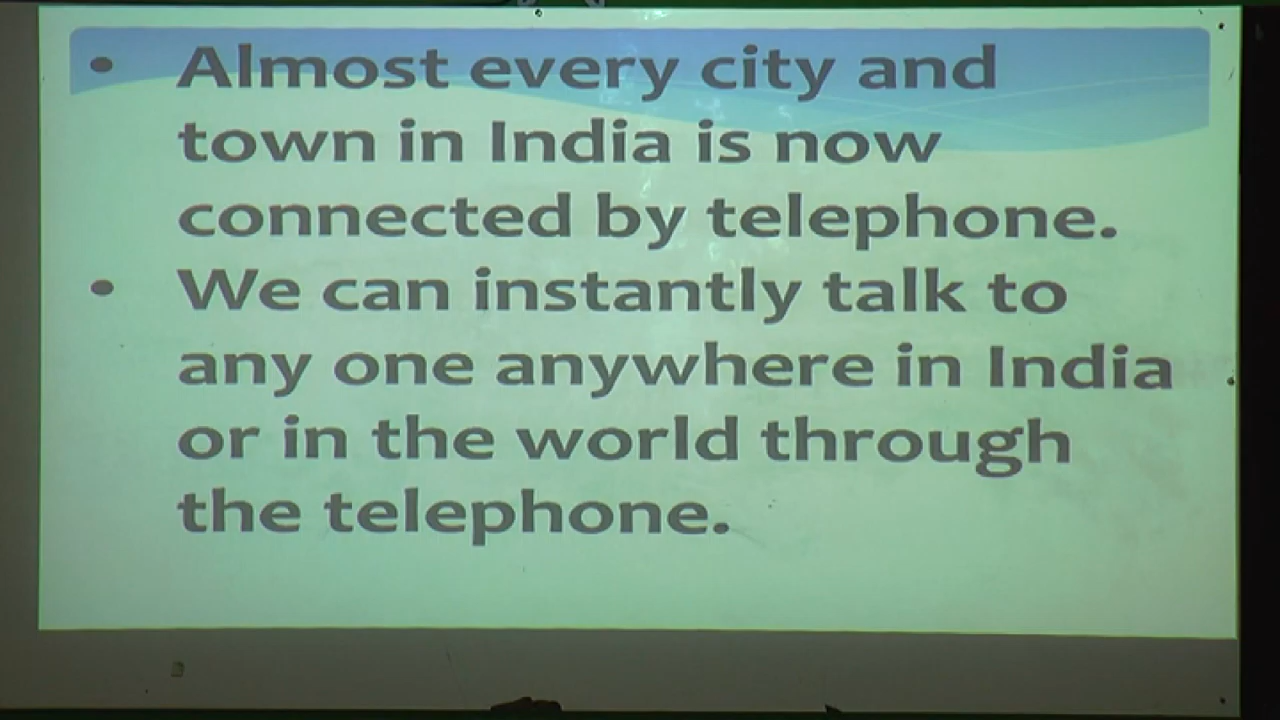 • Almost every city and
town in India is now
connected by telephone.
• We can instantly talk to
any one anywhere in India
or in the world through
the telephone.